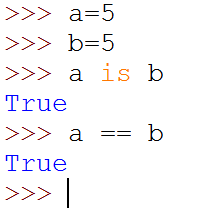 >>> a=5
>>> b=5
>>> a is b
True
>>> a == b
True
>>>